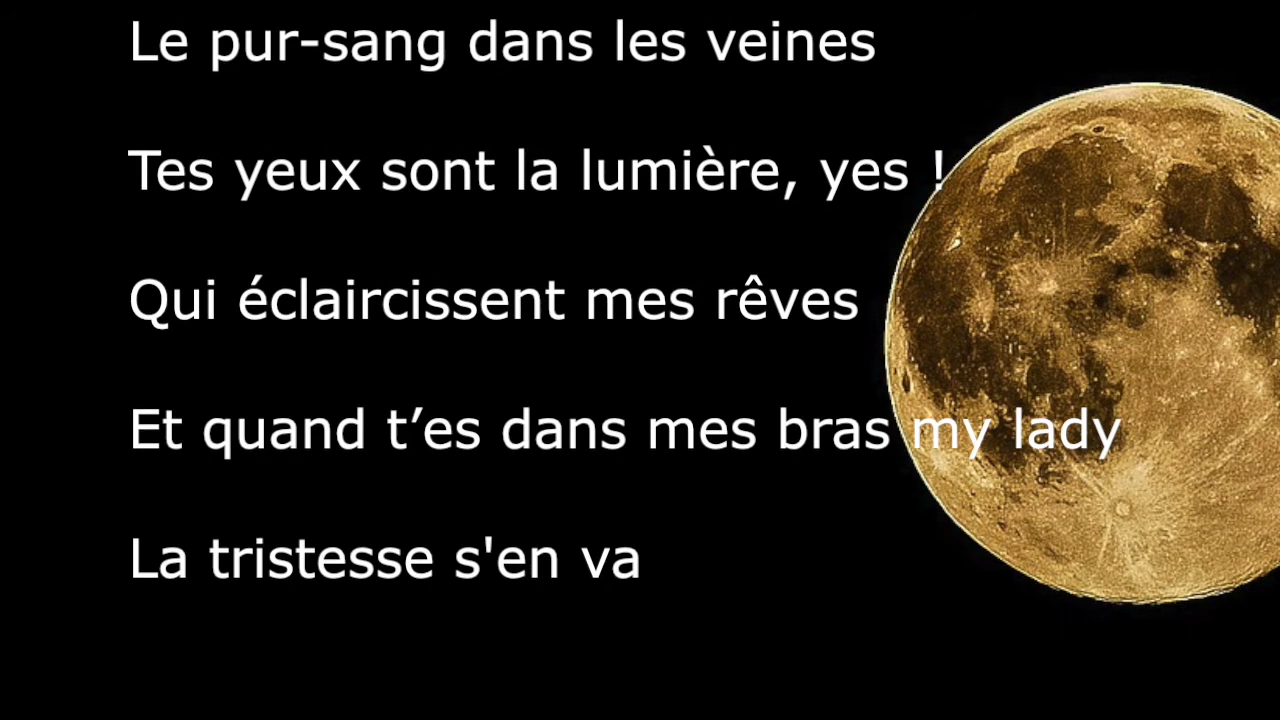 Le pur-sang dans les veines
Tes yeux sont la lumière, yes !
Qui éclaircissent mes rêves
Et quand t’es dans mes bras my lady
La tristesse s'en va